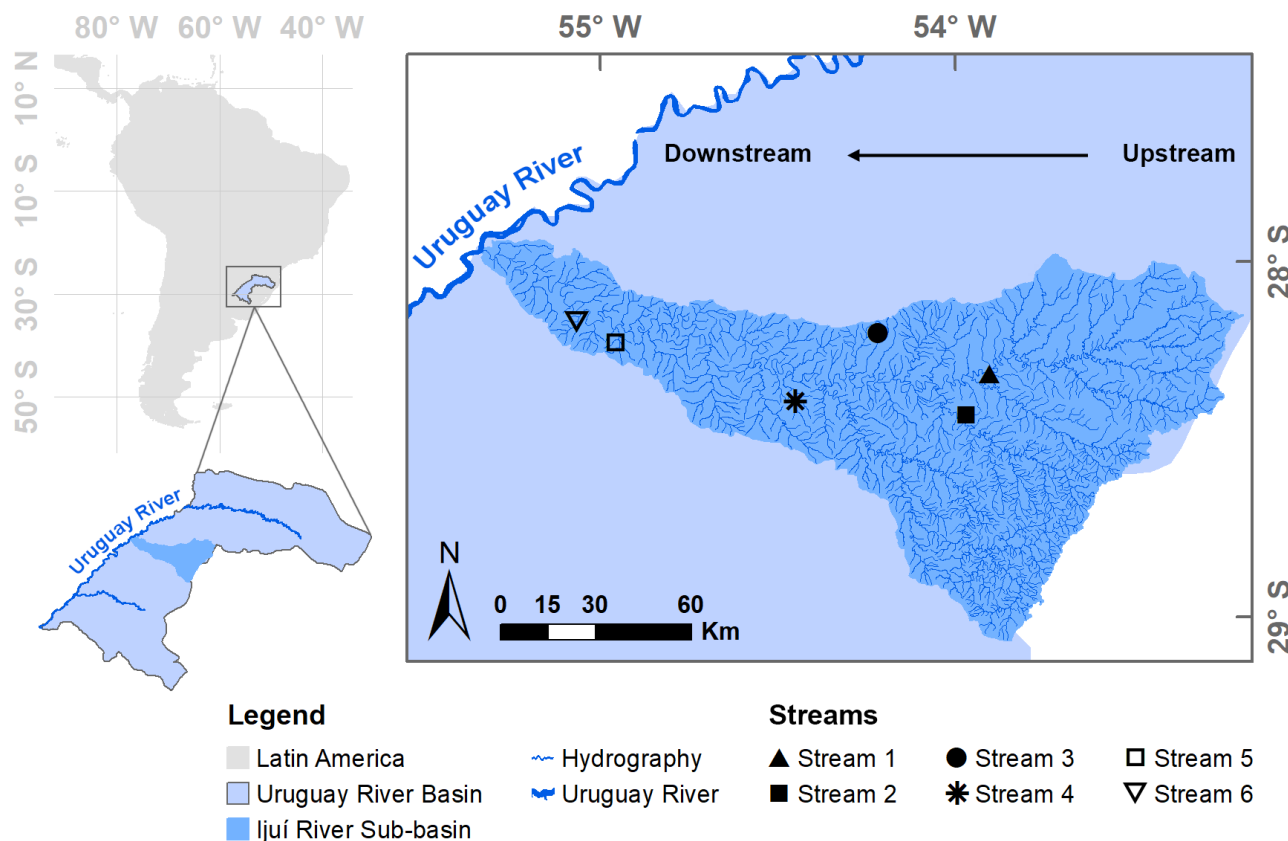 80° W 60° W 40° W
10° N
10° S
30° S
50° S
55° W 54° W
28° S
29° S
Uruguay River
Downstream Upstream
Uruguay River
N
0 15 30 60
Km
Legend
Latin America
Uruguay River Basin
Ijuí River Sub-basin
Hydrography
Uruguay River
Streams
Stream 1
Stream 2
Stream 3
Stream 4
Stream 5
Stream 6